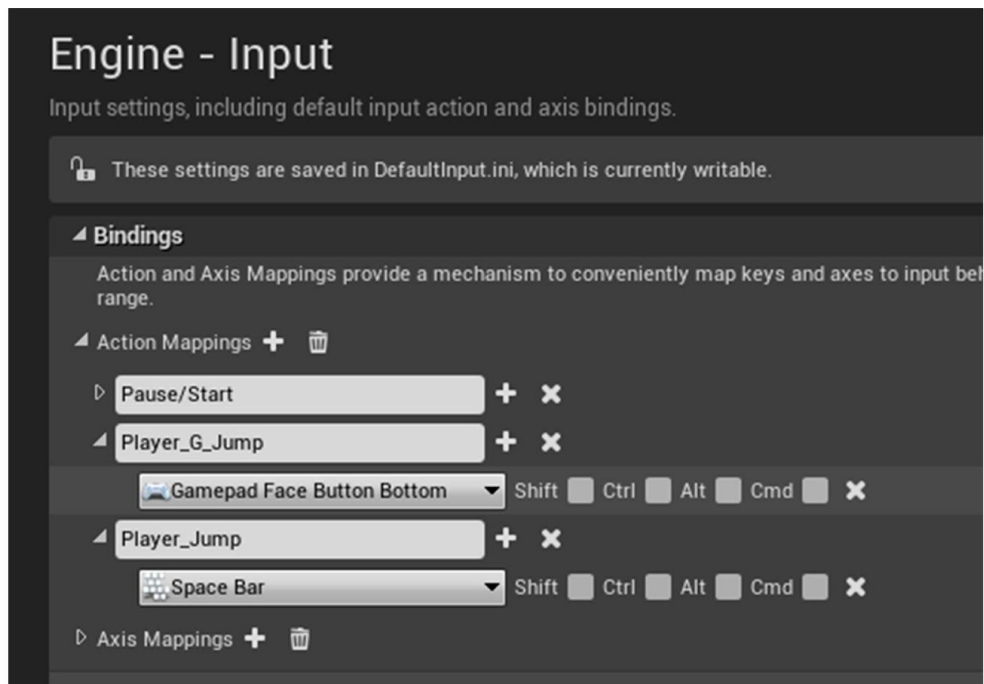 Engine - Input
Input settings, including default input action and axis bindings.
These settings are saved in DefaultInput.ini, which is currently writable.
Bindings
Action and Axis Mappings provide a mechanism to conveniently map keys and axes to input
range.
Action Mappings
Pause/Start
Player_G_Jump
Gamepad Face Button Bottom Shift Ctrl Alt Cmd
Player_Jump
Space Bar Shift Ctrl Alt Cmd
Axis Mappings